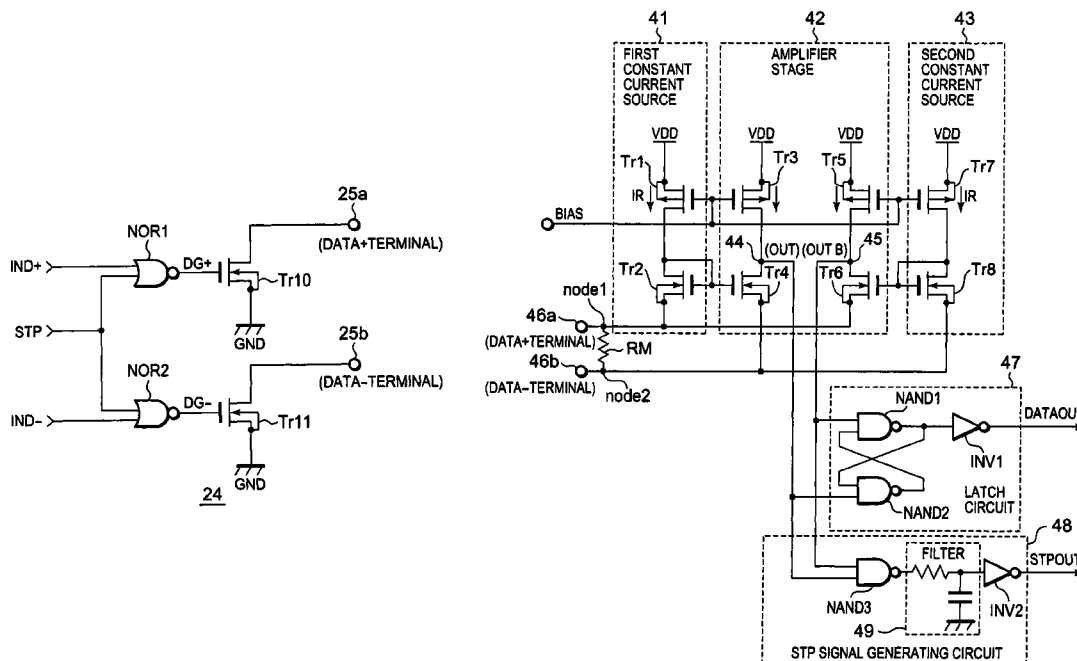 41
42
43
FIRST
CONSTANT
CURRENT
SOURCE
AMPLIFIER
STAGE
SECOND
CONSTANT
CURRENT
SOURCE
VDD
VDD
VDD
VDD
Tr1
Tr3
Tr5
Tr7
IR
IR
BIAS
44
(OUT)
(OUT B)
45
Tr2
Tr4
Tr6
Tr8
node1
46a
(DATA+TERMINAL)
RM
46b
(DATA−TERMINAL)
node2
25a
(DATA+TERMINAL)
NOR1
IND+
DG+
Tr10
GND
STP
25b
(DATA−TERMINAL)
NOR2
DG−
IND−
Tr11
GND
24
47
NAND1
DATAOU
INV1
NAND2
LATCH
CIRCUIT
48
FILTER
STPOUT
NAND3
INV2
49
STP SIGNAL GENERATING CIRCUIT